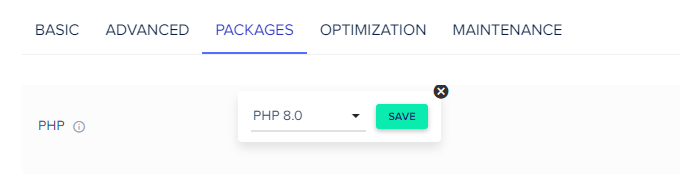 BASIC ADVANCED PACKAGES OPTIMIZATION MAINTENANCE
PHP PHP 8.0 SAVE